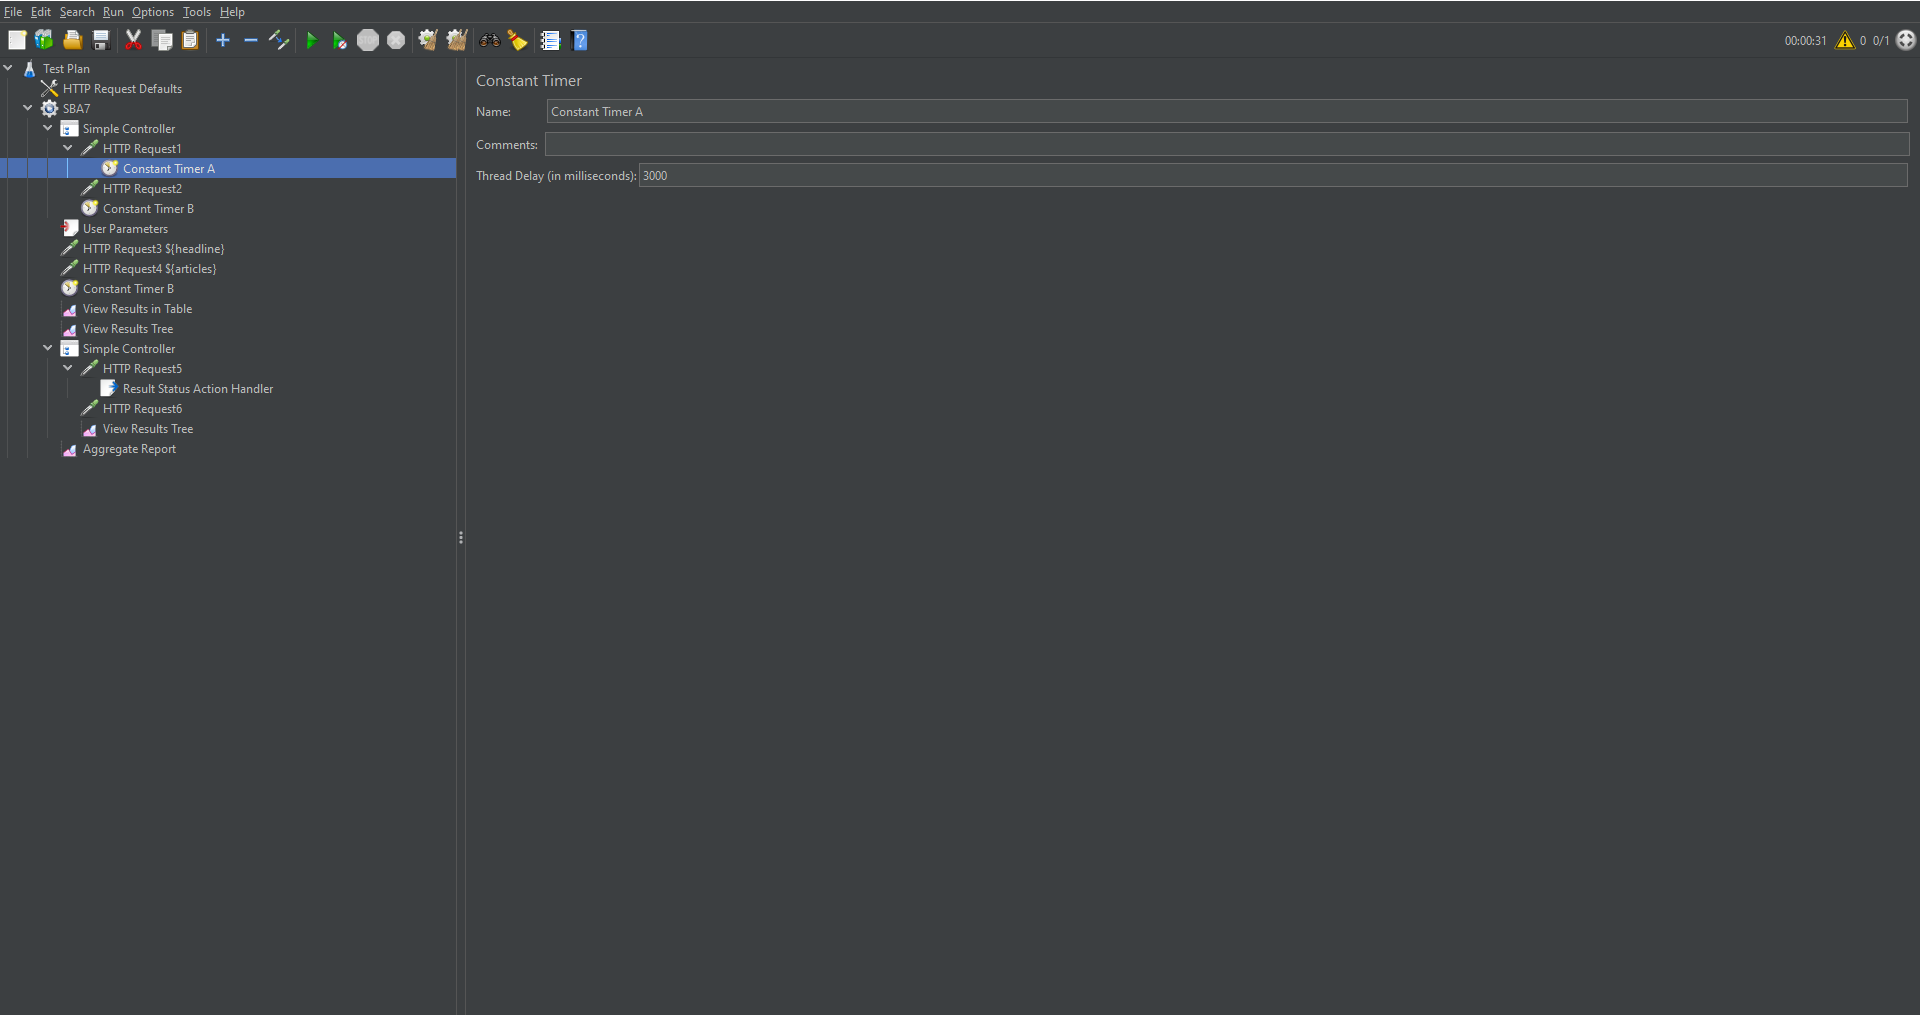 File Edit Search Run Options Tools Help
00:00:31 0 0/1
Test Plan
HTTP Request Defaults
SBA7
Simple Controller
HTTP Request1
Constant Timer A
HTTP Request2
Constant Timer B
User Parameters
HTTP Request3 ${headline}
HTTP Request4 ${articles}
Constant Timer B
View Results in Table
View Results Tree
Simple Controller
HTTP Request5
Result Status Action Handler
HTTP Request6
View Results Tree
Aggregate Report
Constant Timer
Name: Constant Timer A
Comments:
Thread Delay (in milliseconds): 3000